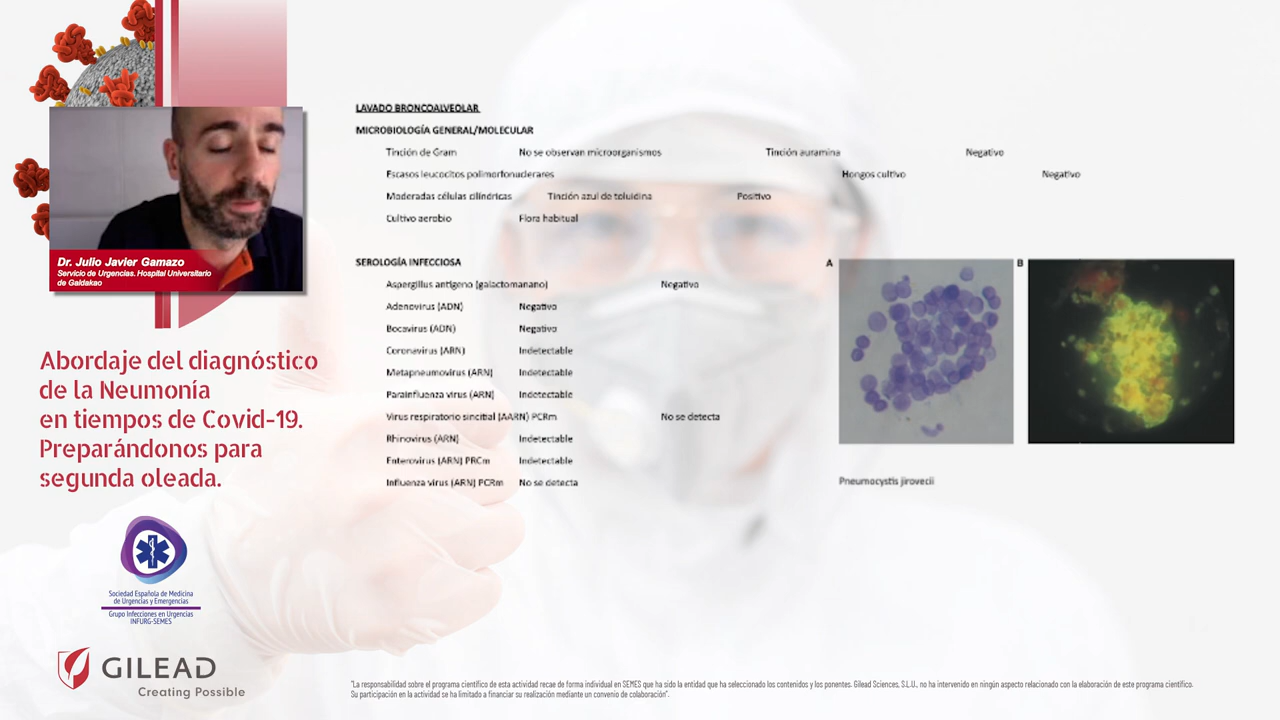 LAVADO BRONCOALVEOLAR
MICROBIOLOGÍA GENERAL/MOLECULAR
Tinción de Gram No se observan microorganismos Tinción auramina Negativo
Escasos leucocitos polimorfonuclerares Hongos cultivo Negativo
Moderadas células cilíndricas Tinción azul de toluidina Positivo
Cultivo aerobio Flora habitual
SEROLOGÍA INFECCIOSA
Aspergillus antígeno (galactomanano) Negativo
Adenovirus (ADN) Negativo
Bocavirus (ADN) Negativo
Coronavirus (ARN) Indetectable
Metapneumovirus (ARN) Indetectable
Parainfluenza virus (ARN) Indetectable
Virus respiratorio sincitial (AARN) PCRm No se detecta
Rhinovirus (ARN) Indetectable
Enterovirus (ARN) PRCm Indetectable
Influenza virus (ARN) PCRm No se detecta
A B
Pneumocystis jirovecii
Dr. Julio Javier Gamazo
Servicio de Urgencias. Hospital Universitario
de Galdakao
Abordaje del diagnóstico
de la Neumonía
en tiempos de Covid-19.
Preparándonos para
segunda oleada.
Sociedad Española de Medicina
de Urgencias y Emergencias
Grupo Infecciones en Urgencias
INFURG-SEMES
GILEAD
Creating Possible
"La responsabilidad sobre el programa científico de esta actividad recae de forma individual en SEMES que ha sido la entidad que ha seleccionado los contenidos y los ponentes. Gilead Sciences, S.L.U., no ha intervenido en ningún aspecto relacionado con la elaboración de este programa científico.
Su participación en la actividad se ha limitado a financiar su realización mediante un convenio de colaboración".